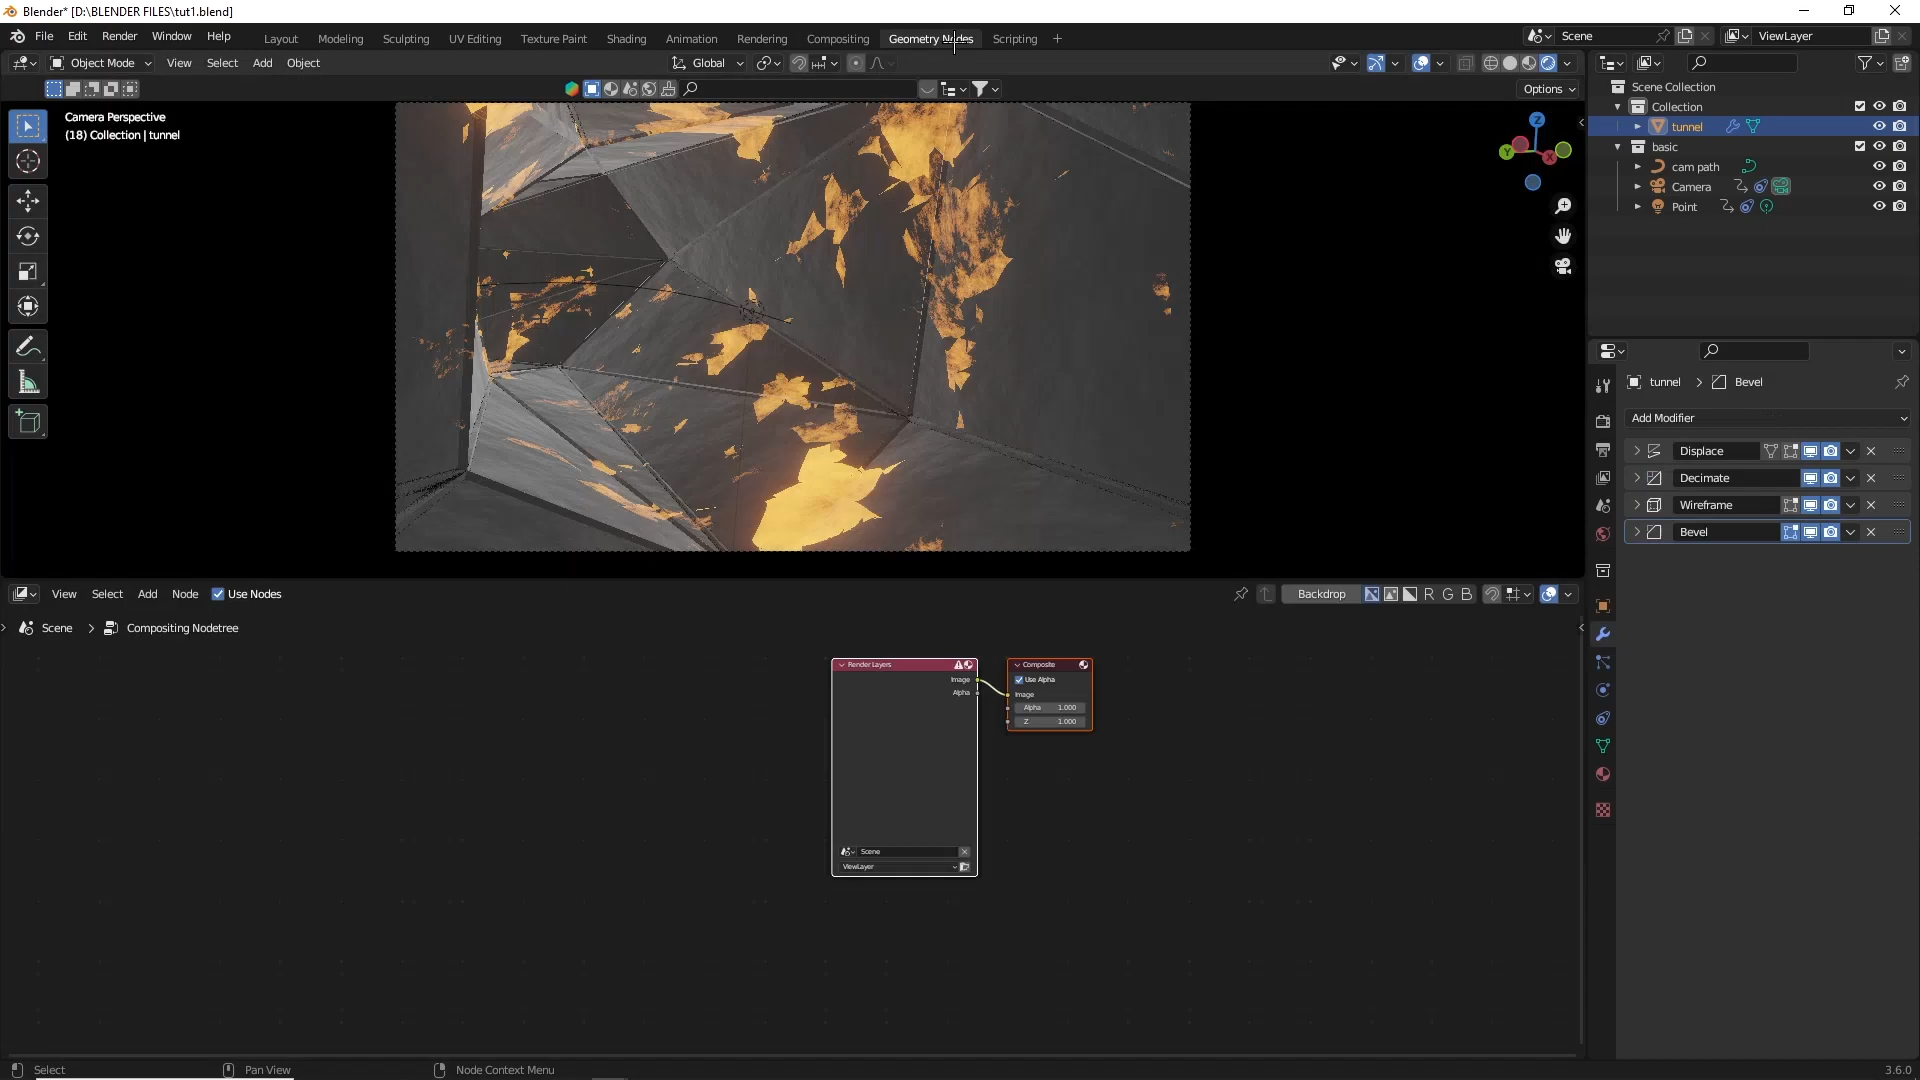 Blender* [D:\BLENDER FILES\tut1.blend]
File Edit Render Window Help Layout Modeling Sculpting UV Editing Texture Paint Shading Animation Rendering Compositing Geometry Nodes Scripting + Scene ViewLayer
Object Mode View Select Add Object Global
Options
Camera Perspective
(18) Collection | tunnel
Z
Y
X
Scene Collection
Collection
tunnel
basic
cam path
Camera
Point
tunnel > Bevel
Add Modifier
Displace
Decimate
Wireframe
Bevel
View Select Add Node Use Nodes Backdrop R G B
Scene > Compositing Nodetree
Render Layers
Image
Alpha
Scene
ViewLayer
Composite
Use Alpha
Image
Alpha 1.000
Z 1.000
Select Pan View Node Context Menu 3.6.0